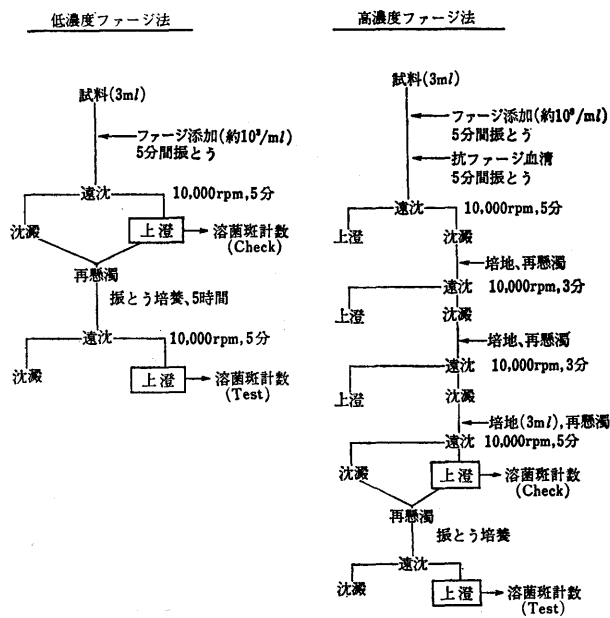 低濃度ファージ法
試料(3ml)
ファージ添加(約10³/ml)
5分間振とう
遠沈 10,000rpm,5分
沈澱 上澄 溶菌斑計数
(Check)
再懸濁
振とう培養、5時間
遠沈 10,000rpm,5分
沈澱 上澄 溶菌斑計数
(Test)
高濃度ファージ法
試料(3ml)
ファージ添加(約10⁸/ml)
5分間振とう
抗ファージ血清
5分間振とう
遠沈 10,000rpm,5分
上澄 沈澱
培地、再懸濁
遠沈 10,000rpm,3分
上澄 沈澱
培地、再懸濁
遠沈 10,000rpm,3分
上澄 沈澱
培地(3ml),再懸濁
遠沈 10,000rpm,5分
沈澱 上澄 溶菌斑計数
(Check)
再懸濁
振とう培養
遠沈
沈澱 上澄 溶菌斑計数
(Test)